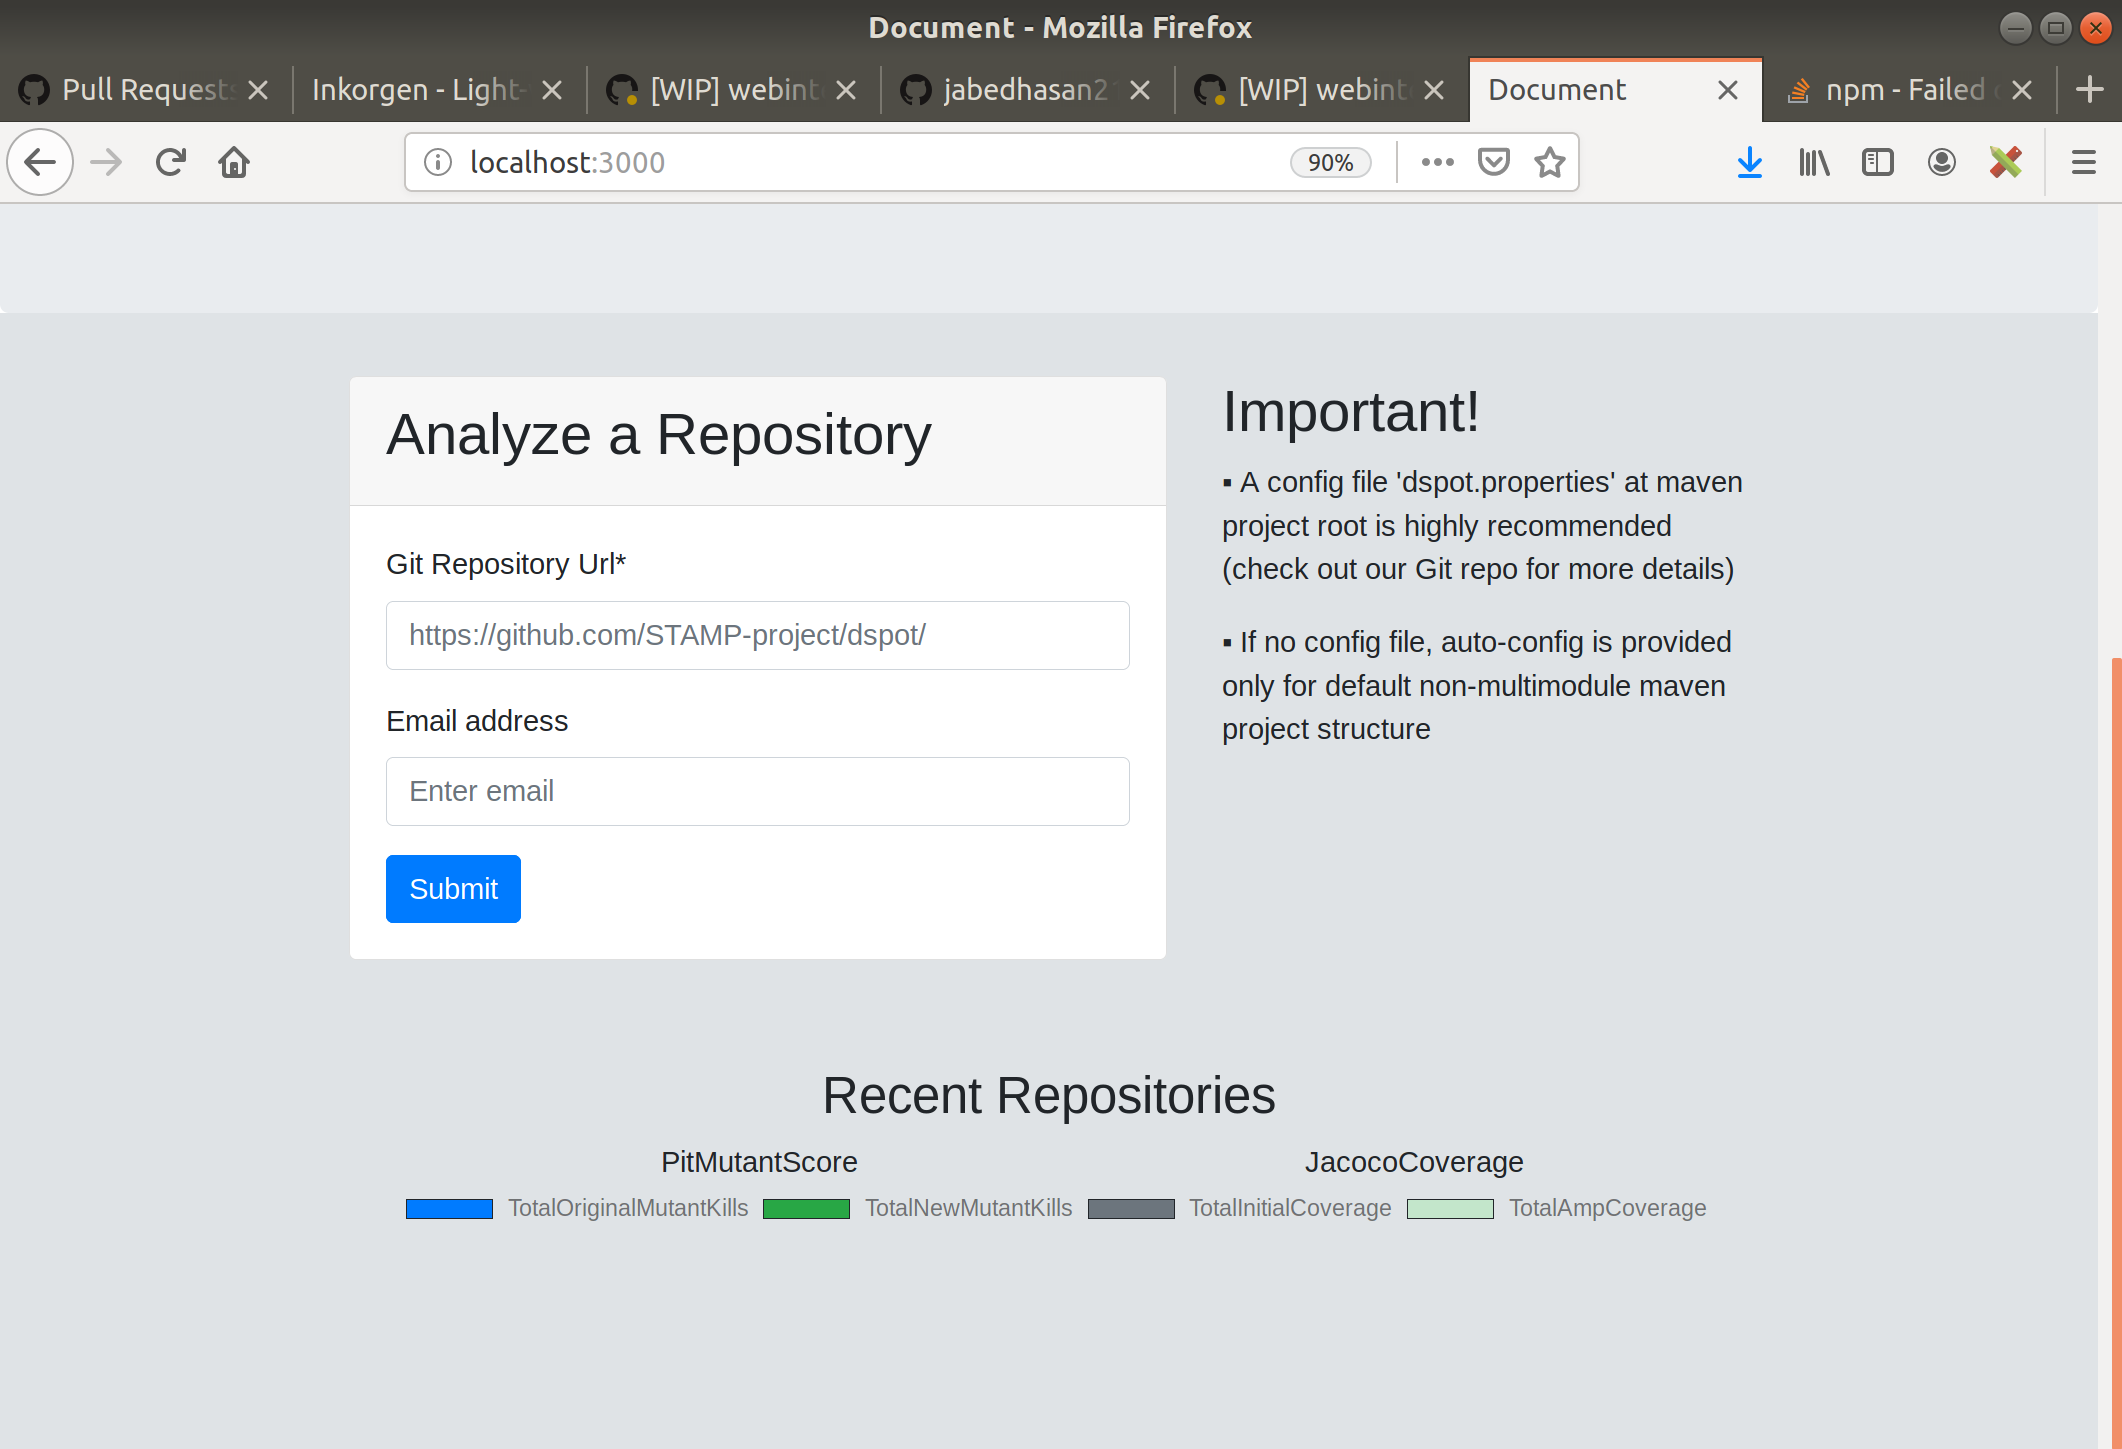 Document - Mozilla Firefox
Pull Requests
Inkorgen - Light-
[WIP] webint
jabedhasan2
[WIP] webint
Document
npm - Failed
localhost:3000
90%
Analyze a Repository
Git Repository Url*
https://github.com/STAMP-project/dspot/
Email address
Enter email
Submit
Important!
▪ A config file 'dspot.properties' at maven
project root is highly recommended
(check out our Git repo for more details)
▪ If no config file, auto-config is provided
only for default non-multimodule maven
project structure
Recent Repositories
PitMutantScore
TotalOriginalMutantKills TotalNewMutantKills
JacocoCoverage
TotalInitialCoverage TotalAmpCoverage